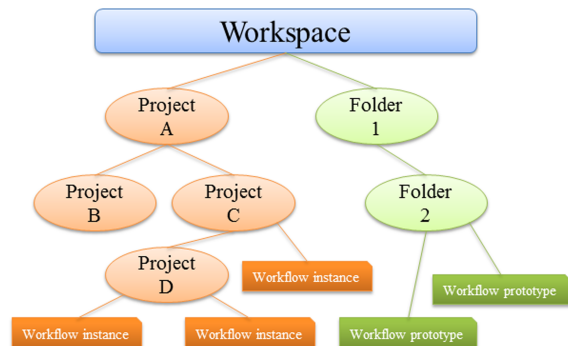 Workspace
Project
A
Folder
1
Project
B
Project
C
Folder
2
Project
D
Workflow instance
Workflow prototype
Workflow instance
Workflow instance
Workflow prototype